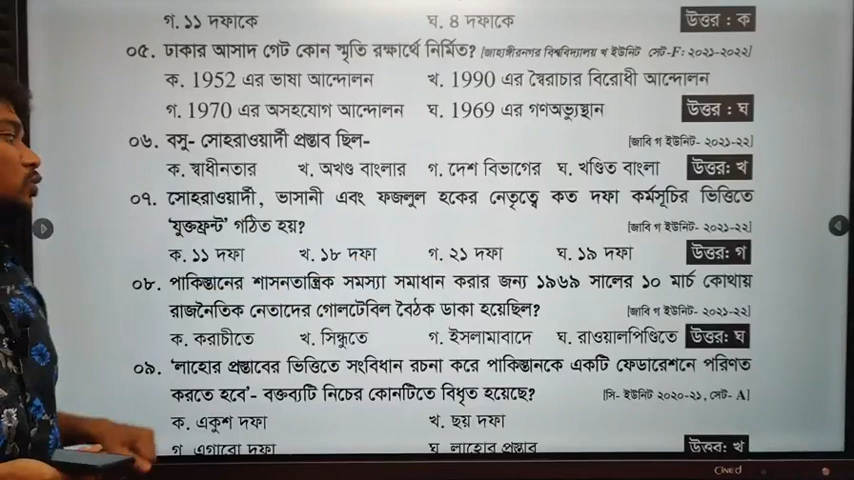 গ. ১১ দফাকে ঘ. ৪ দফাকে উত্তর : ক
০৫. ঢাকার আসাদ গেট কোন স্মৃতি রক্ষার্থে নির্মিত? [জাহাঙ্গীরনগর বিশ্ববিদ্যালয় খ ইউনিট সেট-F: ২০২১-২০২২]
ক. 1952 এর ভাষা আন্দোলন খ. 1990 এর স্বৈরাচার বিরোধী আন্দোলন
গ. 1970 এর অসহযোগ আন্দোলন ঘ. 1969 এর গণঅভ্যুত্থান উত্তর : ঘ
০৬. বসু- সোহরাওয়ার্দী প্রস্তাব ছিল- [জাবি গ ইউনিট- ২০২১-২২]
ক. স্বাধীনতার খ. অখণ্ড বাংলার গ. দেশ বিভাগের ঘ. খণ্ডিত বাংলা উত্তর: খ
০৭. সোহরাওয়ার্দী, ভাসানী এবং ফজলুল হকের নেতৃত্বে কত দফা কর্মসূচির ভিত্তিতে
‘যুক্তফ্রন্ট’ গঠিত হয়? [জাবি গ ইউনিট- ২০২১-২২]
ক. ১১ দফা খ. ১৮ দফা গ. ২১ দফা ঘ. ১৯ দফা উত্তর: গ
০৮. পাকিস্তানের শাসনতান্ত্রিক সমস্যা সমাধান করার জন্য ১৯৬৯ সালের ১০ মার্চ কোথায়
রাজনৈতিক নেতাদের গোলটেবিল বৈঠক ডাকা হয়েছিল? [জাবি গ ইউনিট- ২০২১-২২]
ক. করাচীতে খ. সিন্ধুতে গ. ইসলামাবাদে ঘ. রাওয়ালপিণ্ডিতে উত্তর: ঘ
০৯. ‘লাহোর প্রস্তাবের ভিত্তিতে সংবিধান রচনা করে পাকিস্তানকে একটি ফেডারেশনে পরিণত
করতে হবে’- বক্তব্যটি নিচের কোনটিতে বিধৃত হয়েছে? [সি- ইউনিট ২০২০-২১, সেট- A]
ক. একুশ দফা খ. ছয় দফা
গ. এগারো দফা ঘ. লাহোর প্রস্তাব উত্তর: খ